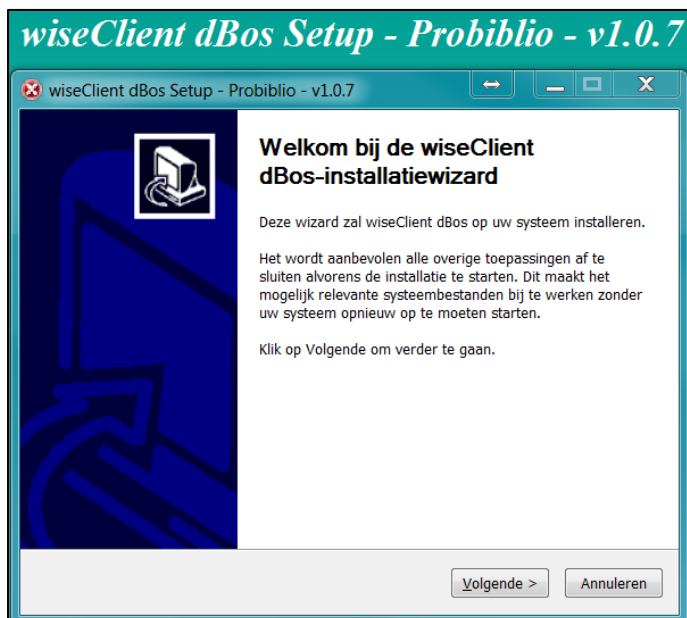 wiseClient dBos Setup - Probiblio - v1.0.7
wiseClient dBos Setup - Probiblio - v1.0.7
Welkom bij de wiseClient
dBos-installatiewizard
Deze wizard zal wiseClient dBos op uw systeem installeren.
Het wordt aanbevolen alle overige toepassingen af te
sluiten alvorens de installatie te starten. Dit maakt het
mogelijk relevante systeembestanden bij te werken zonder
uw systeem opnieuw op te moeten starten.
Klik op Volgende om verder te gaan.
Volgende >
Annuleren